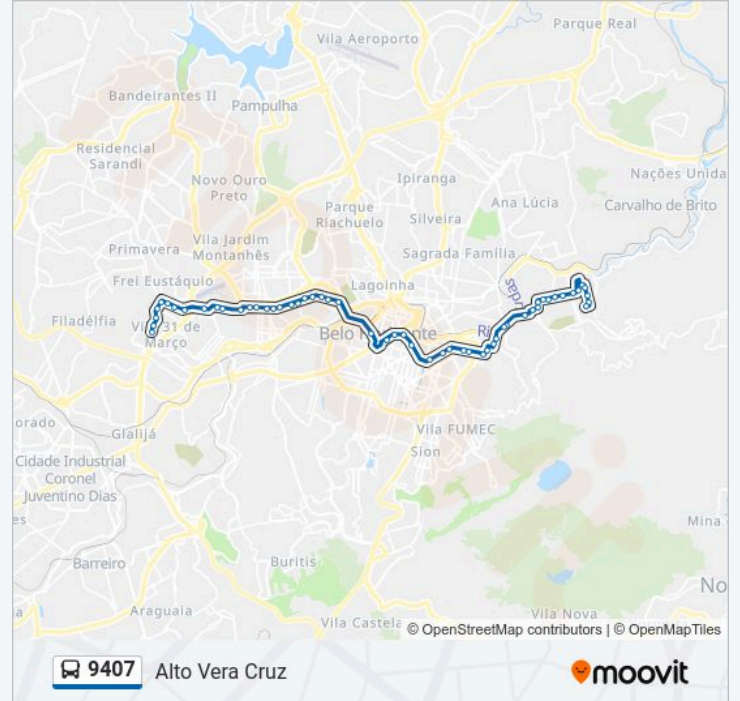 Parque Real
Vila Aeroporto
Bandeirantes II
Pampulha
Residencial
Sarandi
Nações Unida
Novo Ouro
Preto
Ipiranga
Parque
Riachuelo
Ana Lúcia
Carvalho de Brito
Silveira
Primavera
Vila Jardim
Montanhês
Sagrada Família
Frei Eustáquio
Lagoinha
Filadélfia
31 de
Março
Belo
orado
Glalijá
Vila FUMEC
Sion
Cidade Industrial
Coronel
Juventino Dias
es
Mina
Barreiro
Buritis
No
Araguaia
Vila Nova
a
Vila Castela
© OpenStreetMap contributors | © OpenMapTiles
9407 Alto Vera Cruz
moovit